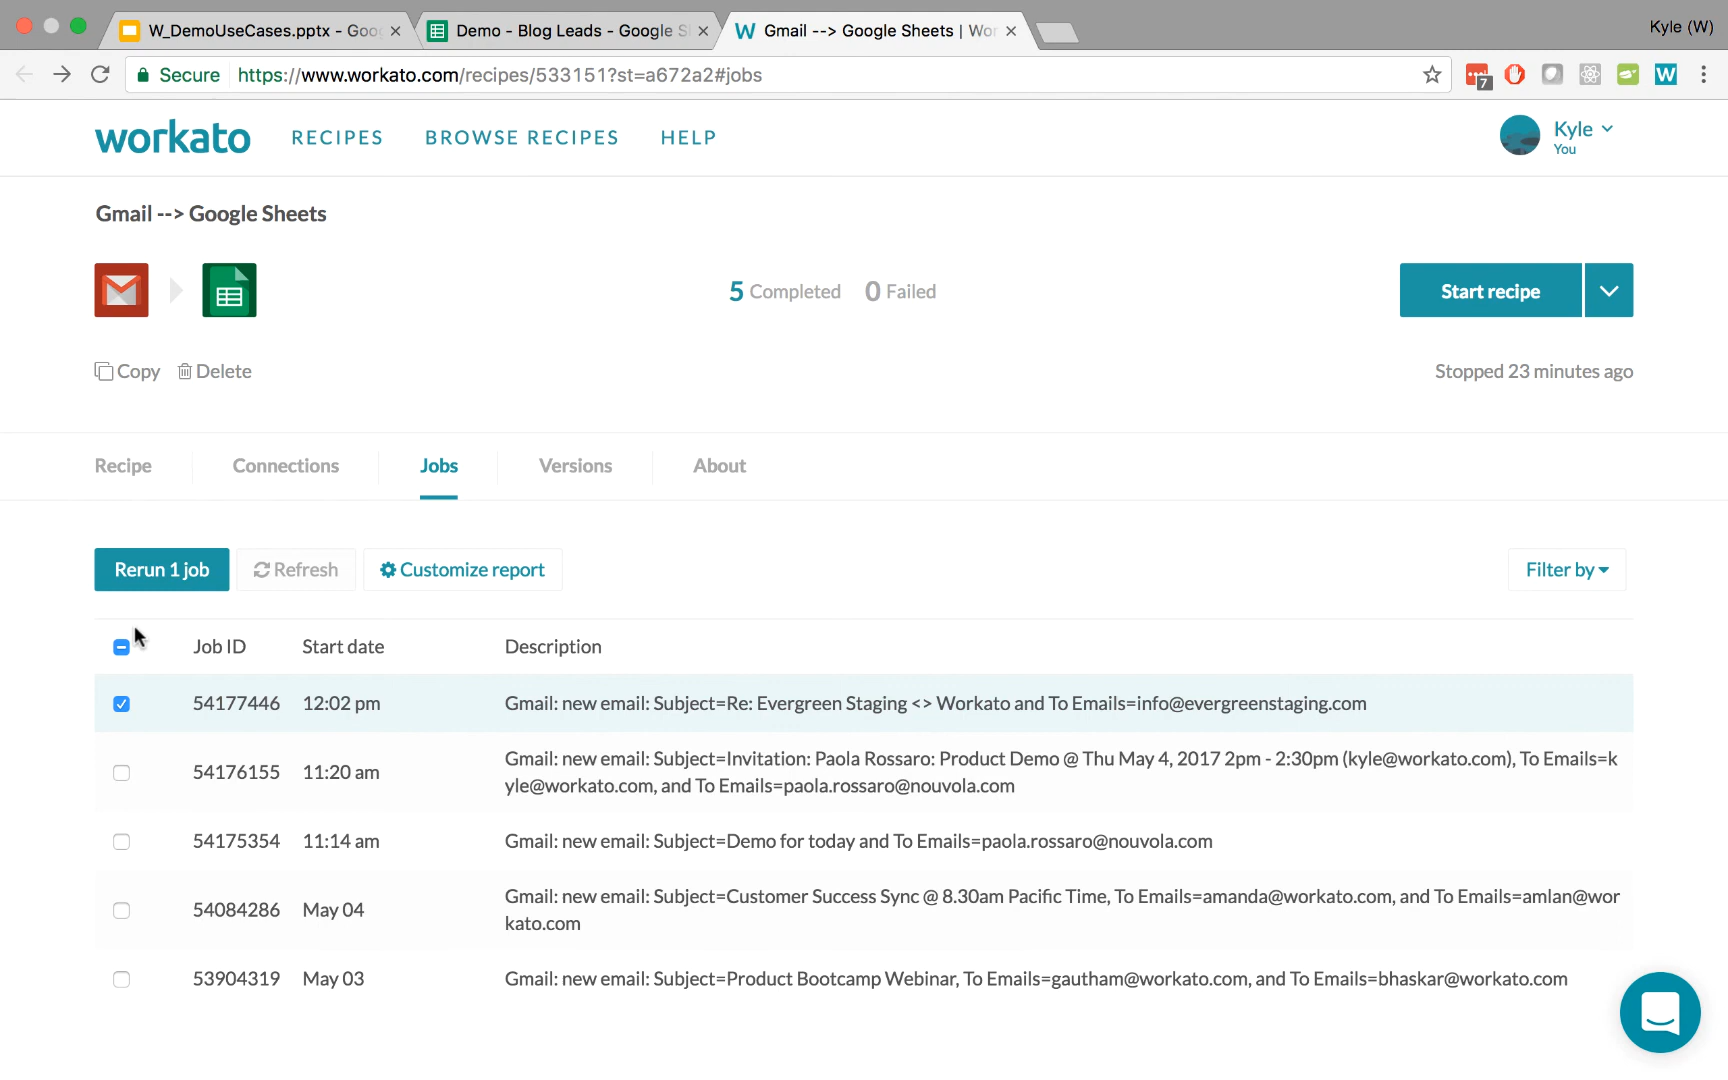 W_DemoUseCases.pptx - Goo
Demo - Blog Leads - Google S
Gmail --> Google Sheets | Wor
Kyle (W)
Secure
https://www.workato.com/recipes/533151?st=a672a2#jobs
7
W
workato
RECIPES
BROWSE RECIPES
HELP
Kyle
You
Gmail --> Google Sheets
5 Completed
0 Failed
Start recipe
Copy
Delete
Stopped 23 minutes ago
Recipe
Connections
Jobs
Versions
About
Rerun 1 job
Refresh
Customize report
Filter by
Job ID
Start date
Description
54177446
12:02 pm
Gmail: new email: Subject=Re: Evergreen Staging <> Workato and To Emails=info@evergreenstaging.com
54176155
11:20 am
Gmail: new email: Subject=Invitation: Paola Rossaro: Product Demo @ Thu May 4, 2017 2pm - 2:30pm (kyle@workato.com), To Emails=k
yle@workato.com, and To Emails=paola.rossaro@nouvola.com
54175354
11:14 am
Gmail: new email: Subject=Demo for today and To Emails=paola.rossaro@nouvola.com
54084286
May 04
Gmail: new email: Subject=Customer Success Sync @ 8.30am Pacific Time, To Emails=amanda@workato.com, and To Emails=amlan@wor
kato.com
53904319
May 03
Gmail: new email: Subject=Product Bootcamp Webinar, To Emails=gautham@workato.com, and To Emails=bhaskar@workato.com